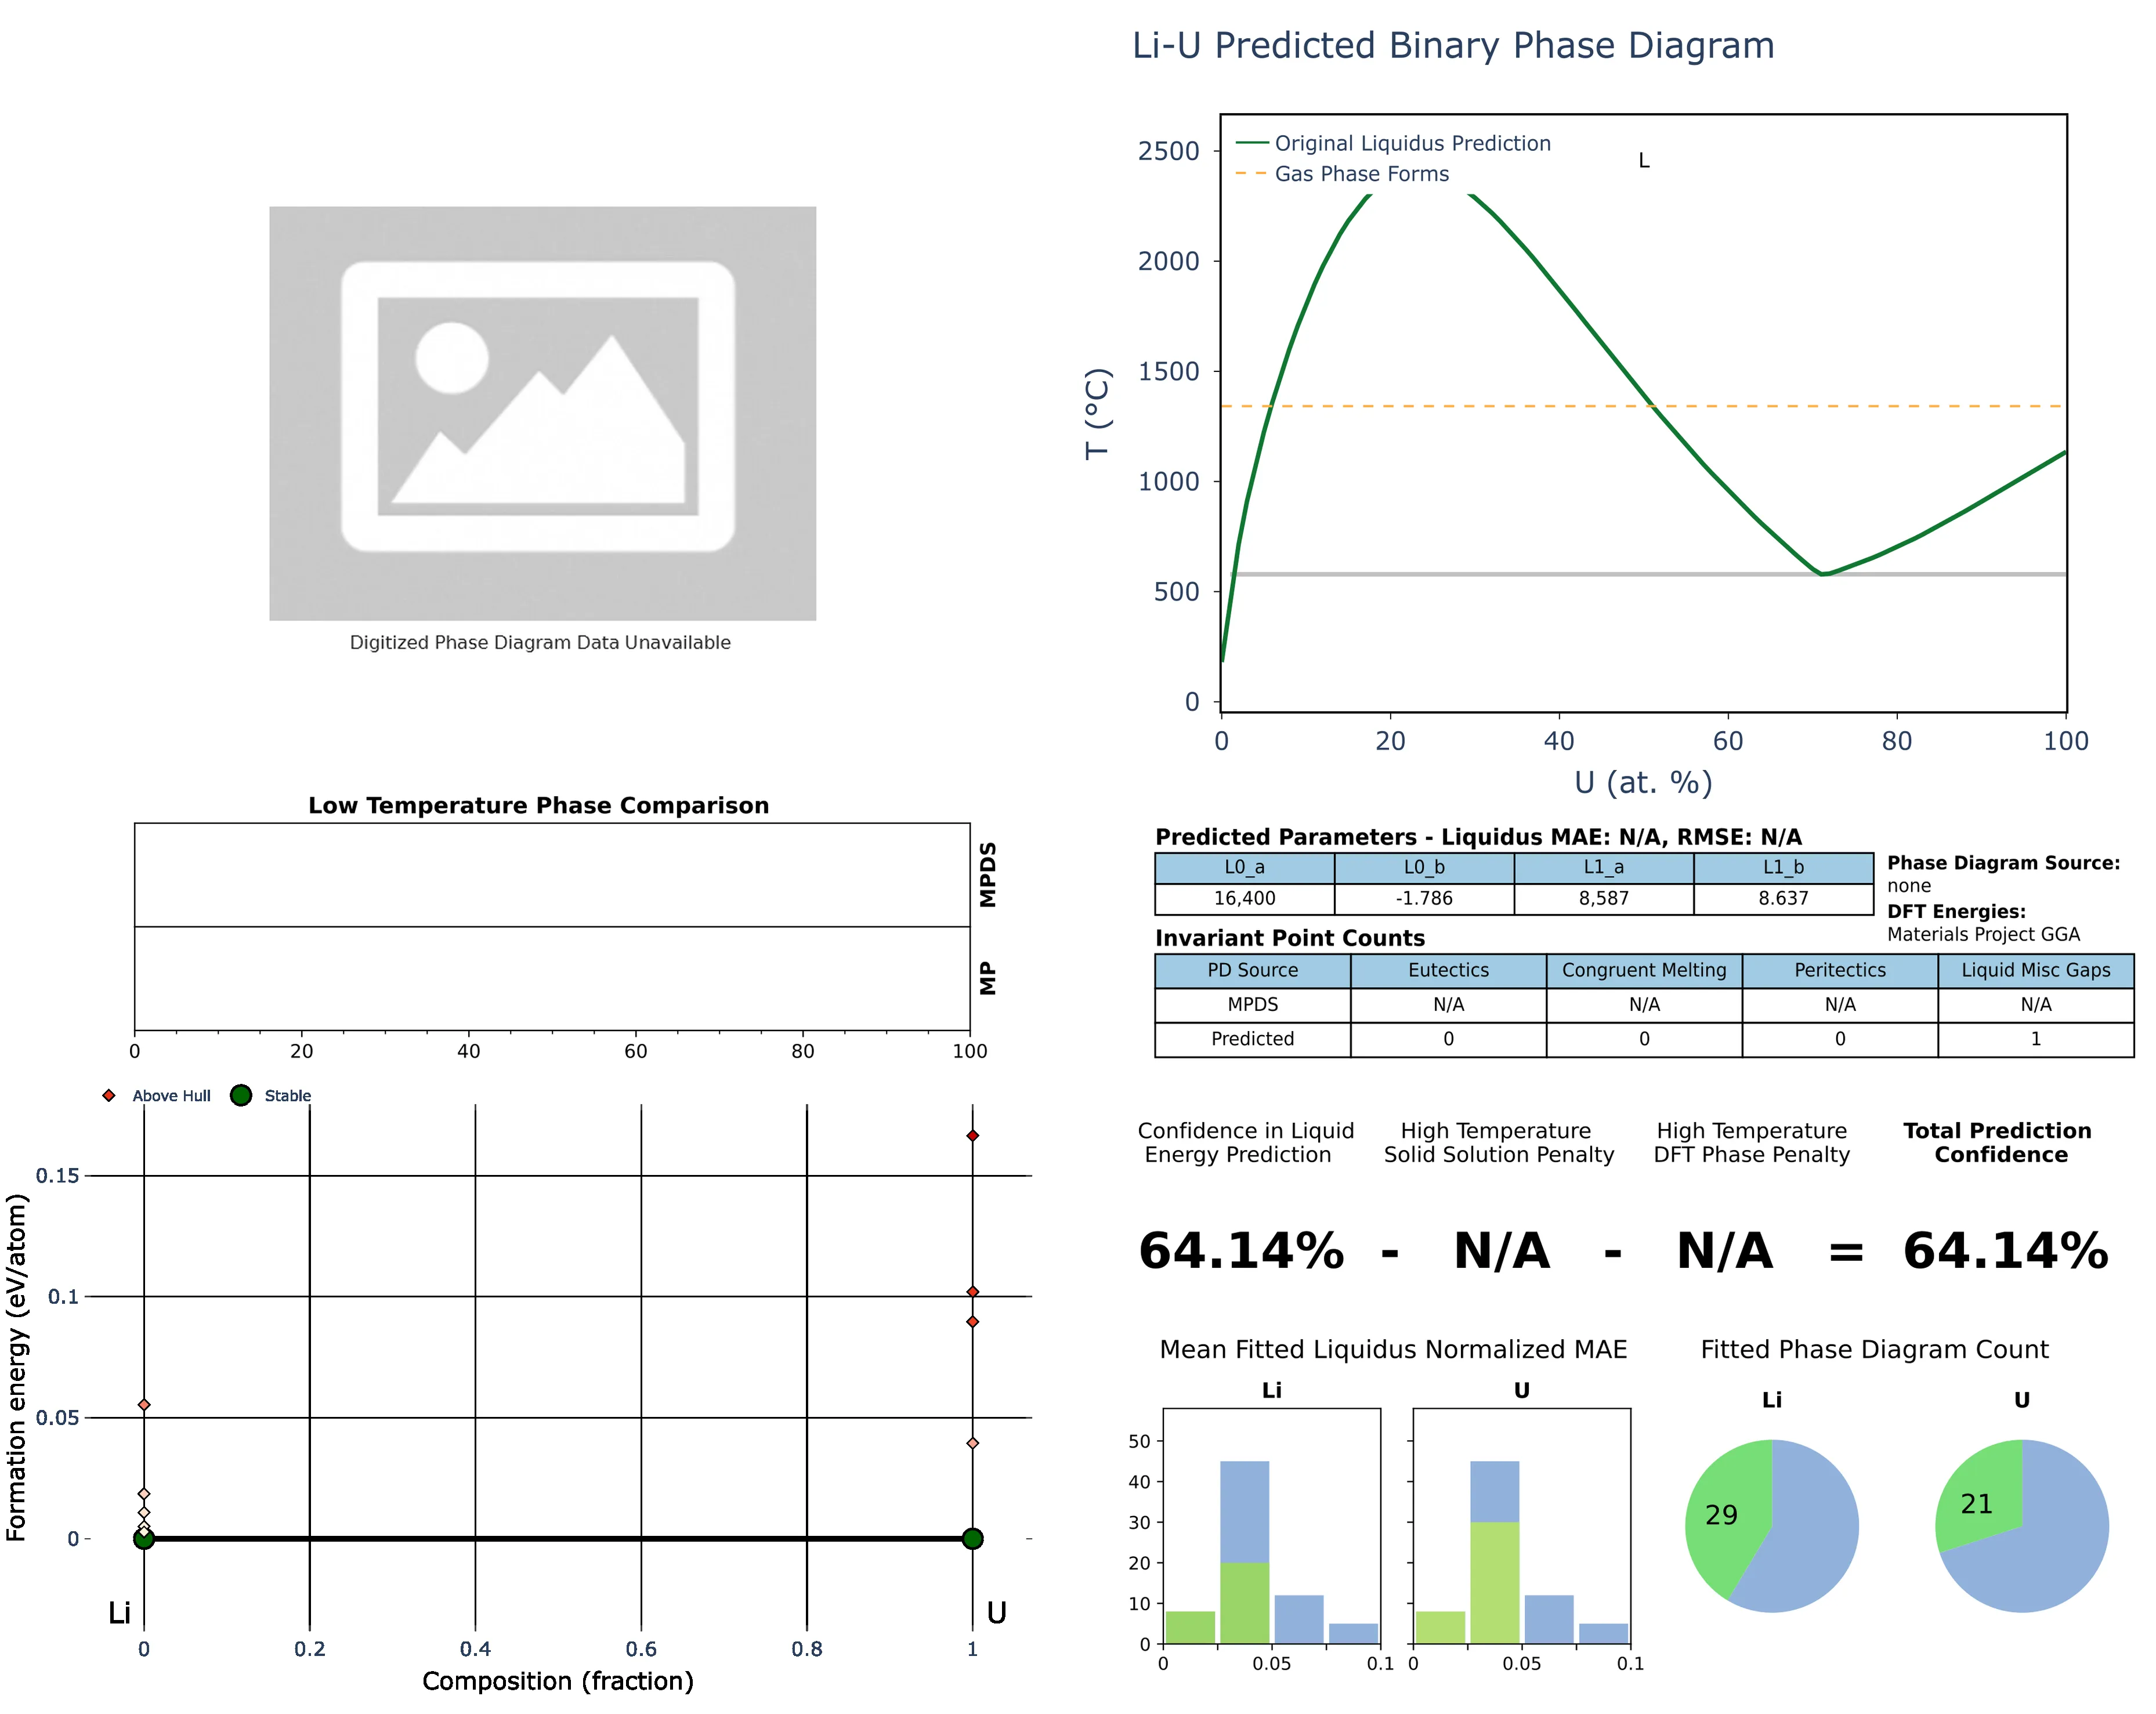 Li-U Predicted Binary Phase Diagram
Original Liquidus Prediction
Gas Phase Forms
L
2500
2000
1500
1000
500
0
T (°C)
0 20 40 60 80 100
U (at. %)
Digitized Phase Diagram Data Unavailable
Low Temperature Phase Comparison
MPDS
MP
0 20 40 60 80 100
Predicted Parameters - Liquidus MAE: N/A, RMSE: N/A
L0_a L0_b L1_a L1_b
16,400 -1.786 8,587 8.637
Phase Diagram Source:
none
DFT Energies:
Materials Project GGA
Invariant Point Counts
PD Source Eutectics Congruent Melting Peritectics Liquid Misc Gaps
MPDS N/A N/A N/A N/A
Predicted 0 0 0 1
Above Hull Stable
0.15
0.1
0.05
0
Formation energy (eV/atom)
Li U
0 0.2 0.4 0.6 0.8 1
Composition (fraction)
Confidence in Liquid
Energy Prediction
High Temperature
Solid Solution Penalty
High Temperature
DFT Phase Penalty
Total Prediction
Confidence
64.14% - N/A - N/A = 64.14%
Mean Fitted Liquidus Normalized MAE
Li U
50
40
30
20
10
0
0 0.05 0.1 0 0.05 0.1
Fitted Phase Diagram Count
Li U
29 21